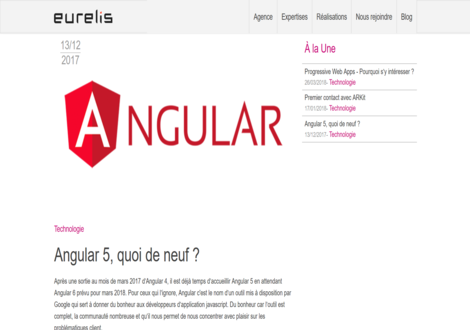 eurelis
Agence
Expertises
Réalisations
Nous rejoindre
Blog
13/12
2017
ANGULAR
Technologie
Angular 5, quoi de neuf ?
Après une sortie au mois de mars 2017 d'Angular 4, il est déjà temps d'accueillir Angular 5 en attendant
Angular 6 prévu pour mars 2018. Pour ceux qui l'ignore, Angular c'est le nom d'un outil mis à disposition par
Google qui sert à donner du bonheur aux développeurs d'application javascript. Du bonheur car l'outil est
complet, la communauté nombreuse et qu'il nous permet de nous concentrer avec plaisir sur les
problématiques client.
À la Une
Progressive Web Apps - Pourquoi s'y intéresser ?
28/03/2018- Technologie
Premier contact avec ARKit
17/01/2018- Technologie
Angular 5, quoi de neuf ?
13/12/2017- Technologie